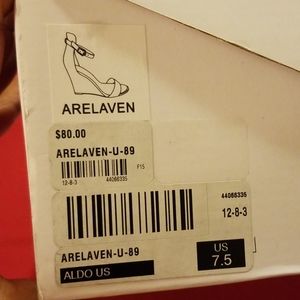 ARELAVEN
$80.00
ARELAVEN-U-89
F15
12-8-3 44066335
44066335
12-8-3
ARELAVEN-U-89
US
ALDO US
7.5